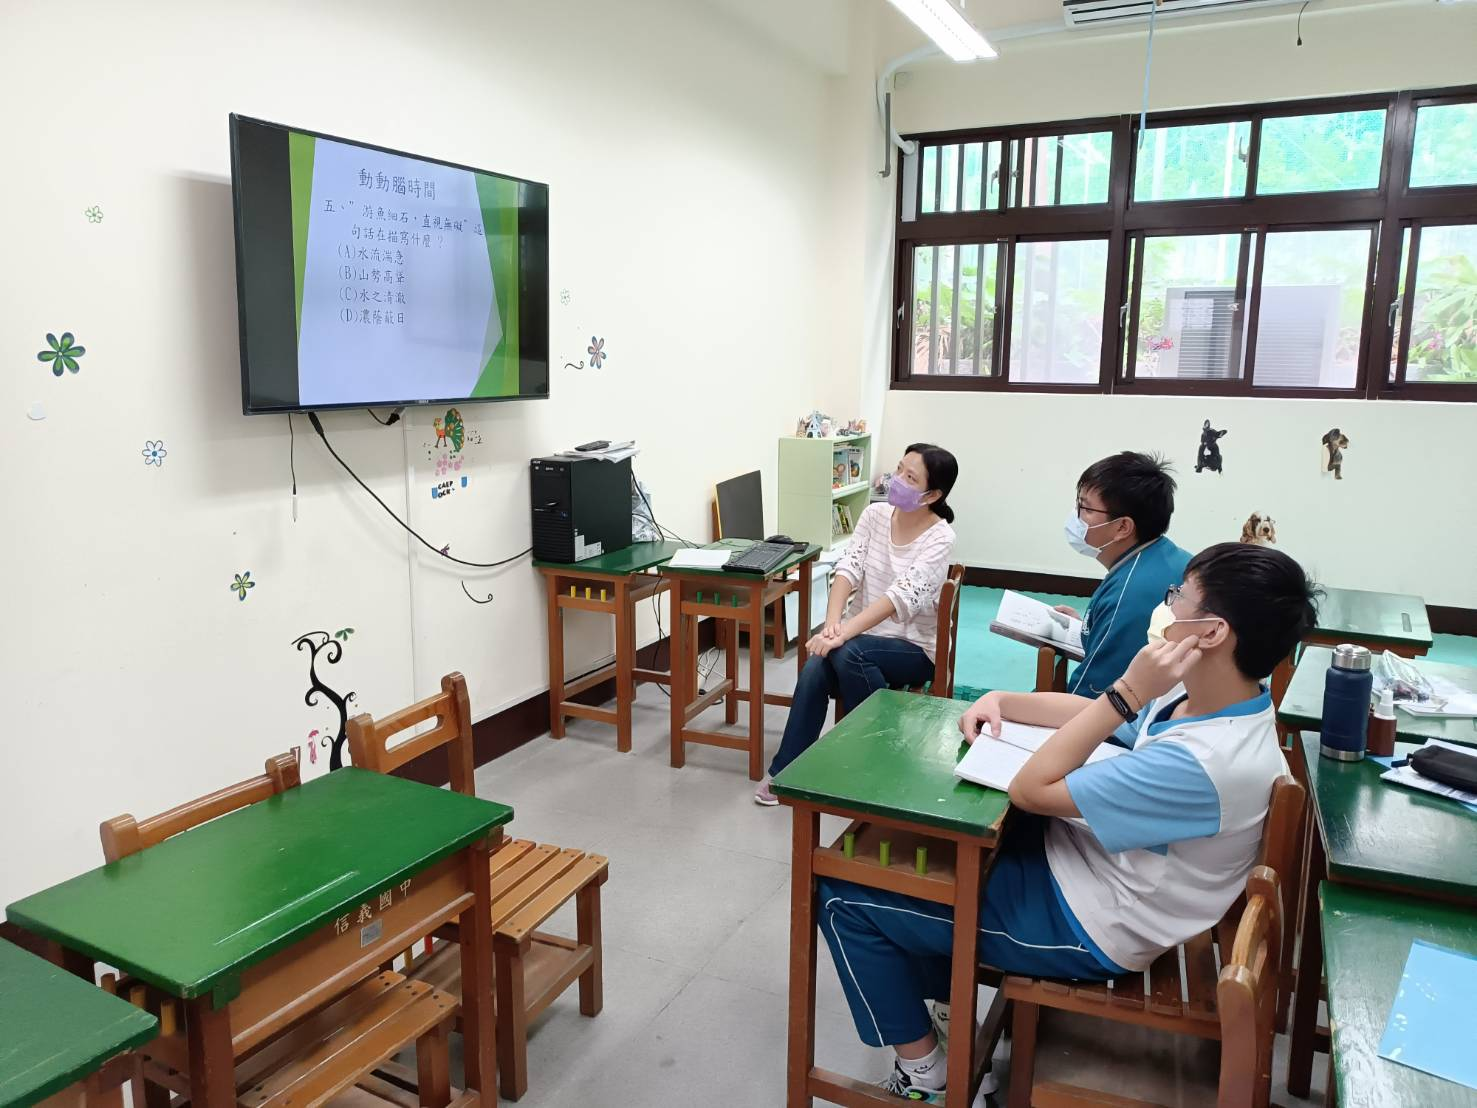 動動腦時間
五、”游魚細石，直視無礙”這
句話在描寫什麼？
(A)水流湍急
(B)山勢高聳
(C)水之清澈
(D)濃蔭蔽日
信義國中